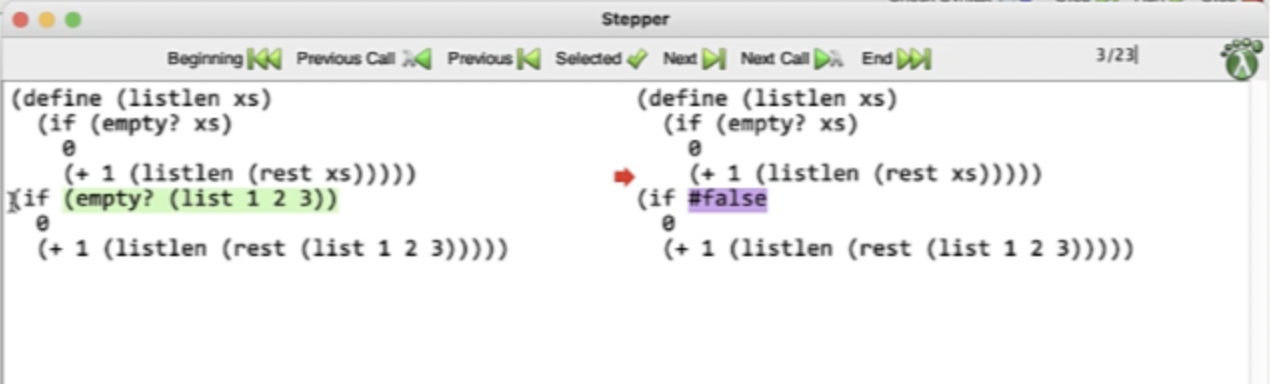 Stepper
Beginning Previous Call Previous Selected Next Next Call End 3/23
(define (listlen xs)
(if (empty? xs)
0
(+ 1 (listlen (rest xs)))))
(if (empty? (list 1 2 3))
0
(+ 1 (listlen (rest (list 1 2 3)))))
(define (listlen xs)
(if (empty? xs)
0
(+ 1 (listlen (rest xs)))))
(if #false
0
(+ 1 (listlen (rest (list 1 2 3)))))